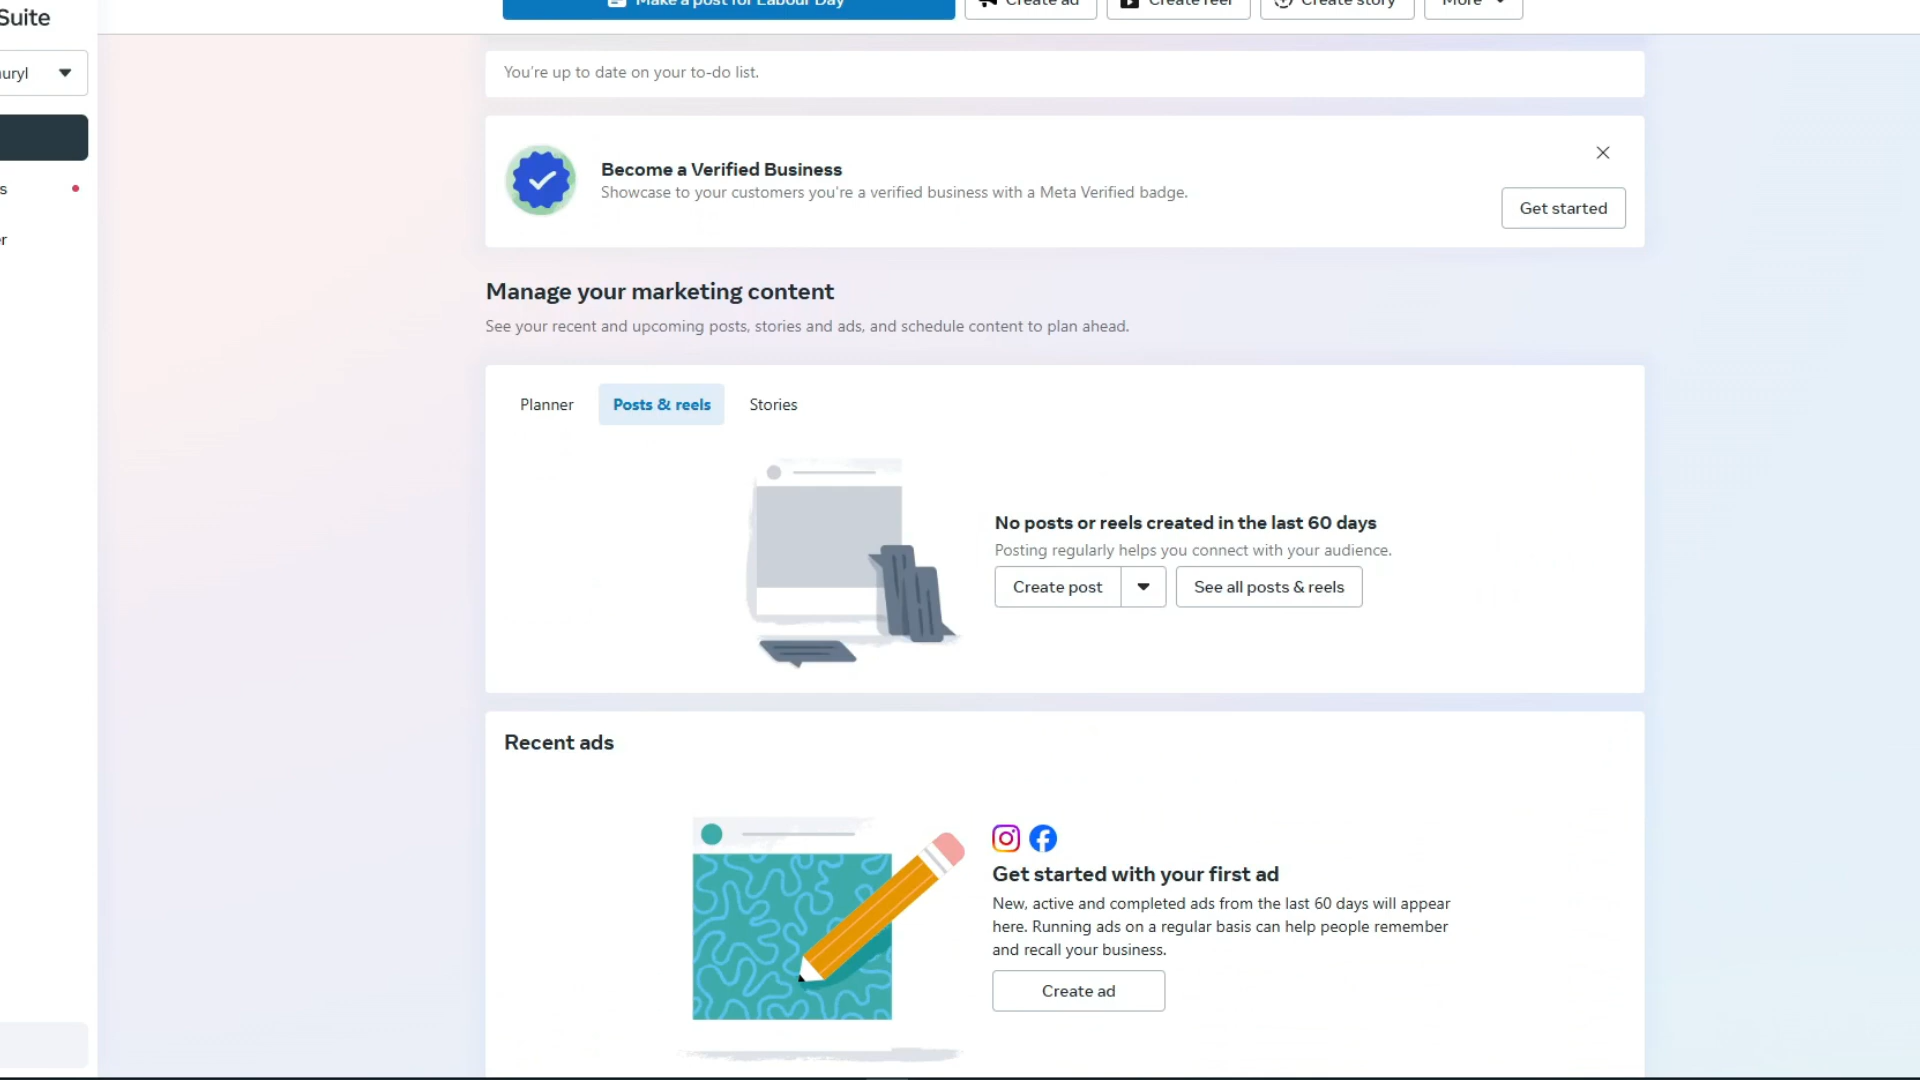 Suite
Make a post for Labour Day
Create ad
Create reel
Create story
More
uryl
You're up to date on your to-do list.
Become a Verified Business
Showcase to your customers you're a verified business with a Meta Verified badge.
Get started
s
er
Manage your marketing content
See your recent and upcoming posts, stories and ads, and schedule content to plan ahead.
Planner
Posts & reels
Stories
No posts or reels created in the last 60 days
Posting regularly helps you connect with your audience.
Create post
See all posts & reels
Recent ads
Get started with your first ad
New, active and completed ads from the last 60 days will appear
here. Running ads on a regular basis can help people remember
and recall your business.
Create ad